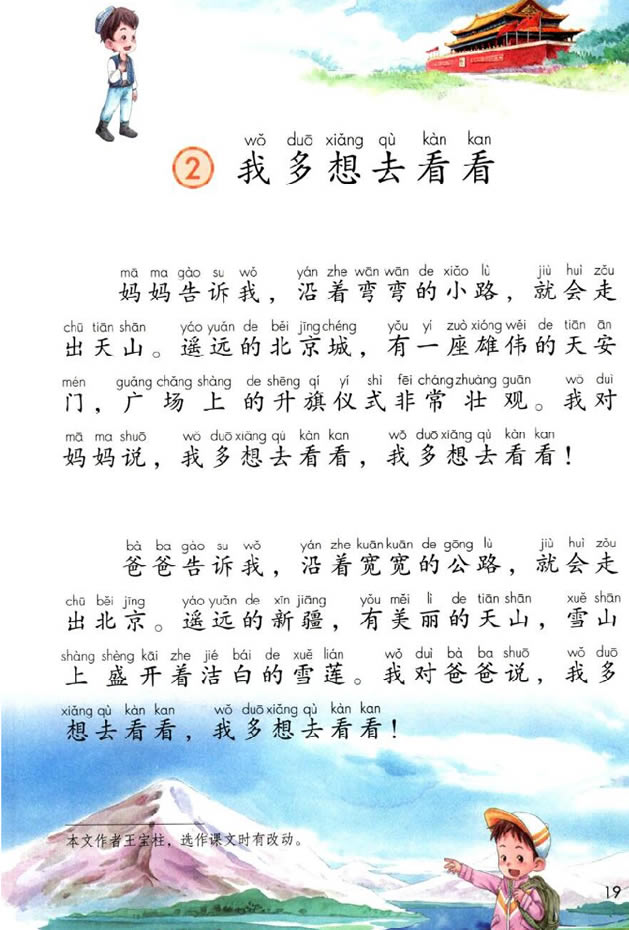 wǒ duō xiǎng qù kàn kan
2 我多想去看看
mā ma gào su wǒ yán zhe wān wān de xiǎo lù jiù huì zǒu
妈妈告诉我，沿着弯弯的小路，就会走
chū tiān shān yáo yuǎn de běi jīng chéng yǒu yí zuò xióng wěi de tiān ān
出天山。遥远的北京城，有一座雄伟的天安
mén guǎng chǎng shàng de shēng qí yí shì fēi cháng zhuàng guān wǒ duì
门，广场上的升旗仪式非常壮观。我对
mā ma shuō wǒ duō xiǎng qù kàn kan wǒ duō xiǎng qù kàn kan
妈妈说，我多想去看看，我多想去看看！
bà ba gào su wǒ yán zhe kuān kuān de gōng lù jiù huì zǒu
爸爸告诉我，沿着宽宽的公路，就会走
chū běi jīng yáo yuǎn de xīn jiāng yǒu měi lì de tiān shān xuě shān
出北京。遥远的新疆，有美丽的天山，雪山
shàng shèng kāi zhe jié bái de xuě lián wǒ duì bà ba shuō wǒ duō
上盛开着洁白的雪莲。我对爸爸说，我多
xiǎng qù kàn kan wǒ duō xiǎng qù kàn kan
想去看看，我多想去看看！
本文作者王宝柱，选作课文时有改动。
19